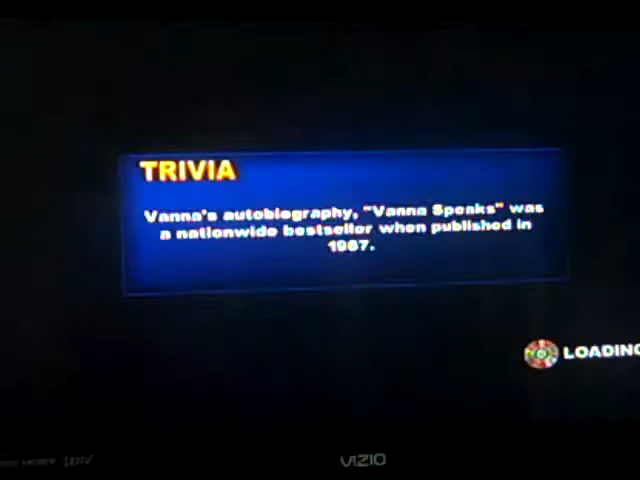 TRIVIA
Vanna's autobiography, "Vanna Speaks" was
a nationwide bestseller when published in
1987.
LOADING
VIZIO